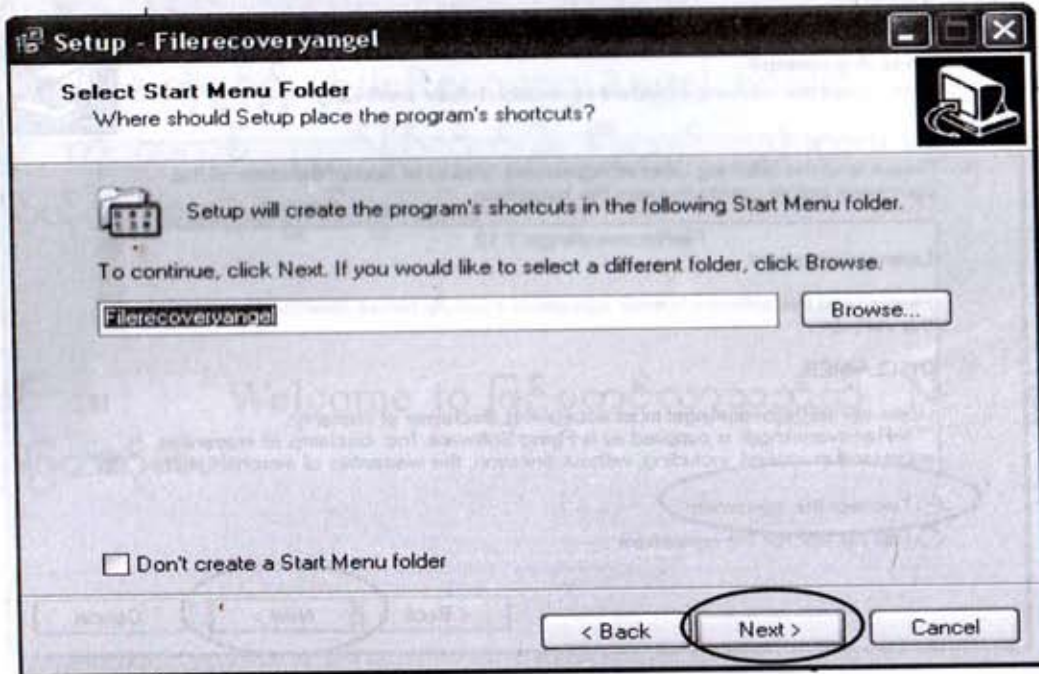 Setup - Filerecoveryangel
Select Start Menu Folder
Where should Setup place the program's shortcuts?
Setup will create the program's shortcuts in the following Start Menu folder.
To continue, click Next. If you would like to select a different folder, click Browse.
Filerecoveryangel
Browse...
Don't create a Start Menu folder
< Back
Next >
Cancel